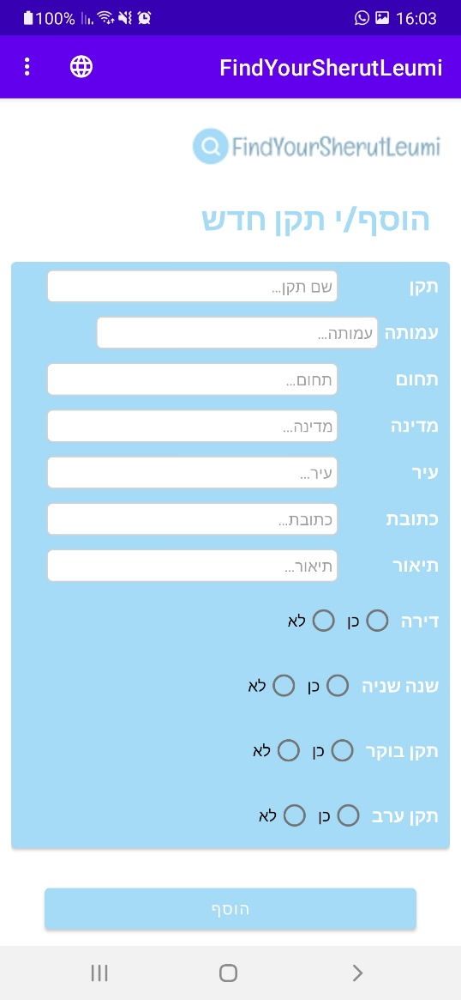 100% 16:03
FindYourSherutLeumi
FindYourSherutLeumi
הוסף/י תקן חדש
תקן שם תקן...
עמותה עמותה...
תחום תחום...
מדינה מדינה...
עיר עיר...
כתובת כתובת...
תיאור תיאור...
דירה כן לא
שנה שניה כן לא
תקן בוקר כן לא
תקן ערב כן לא
הוסף